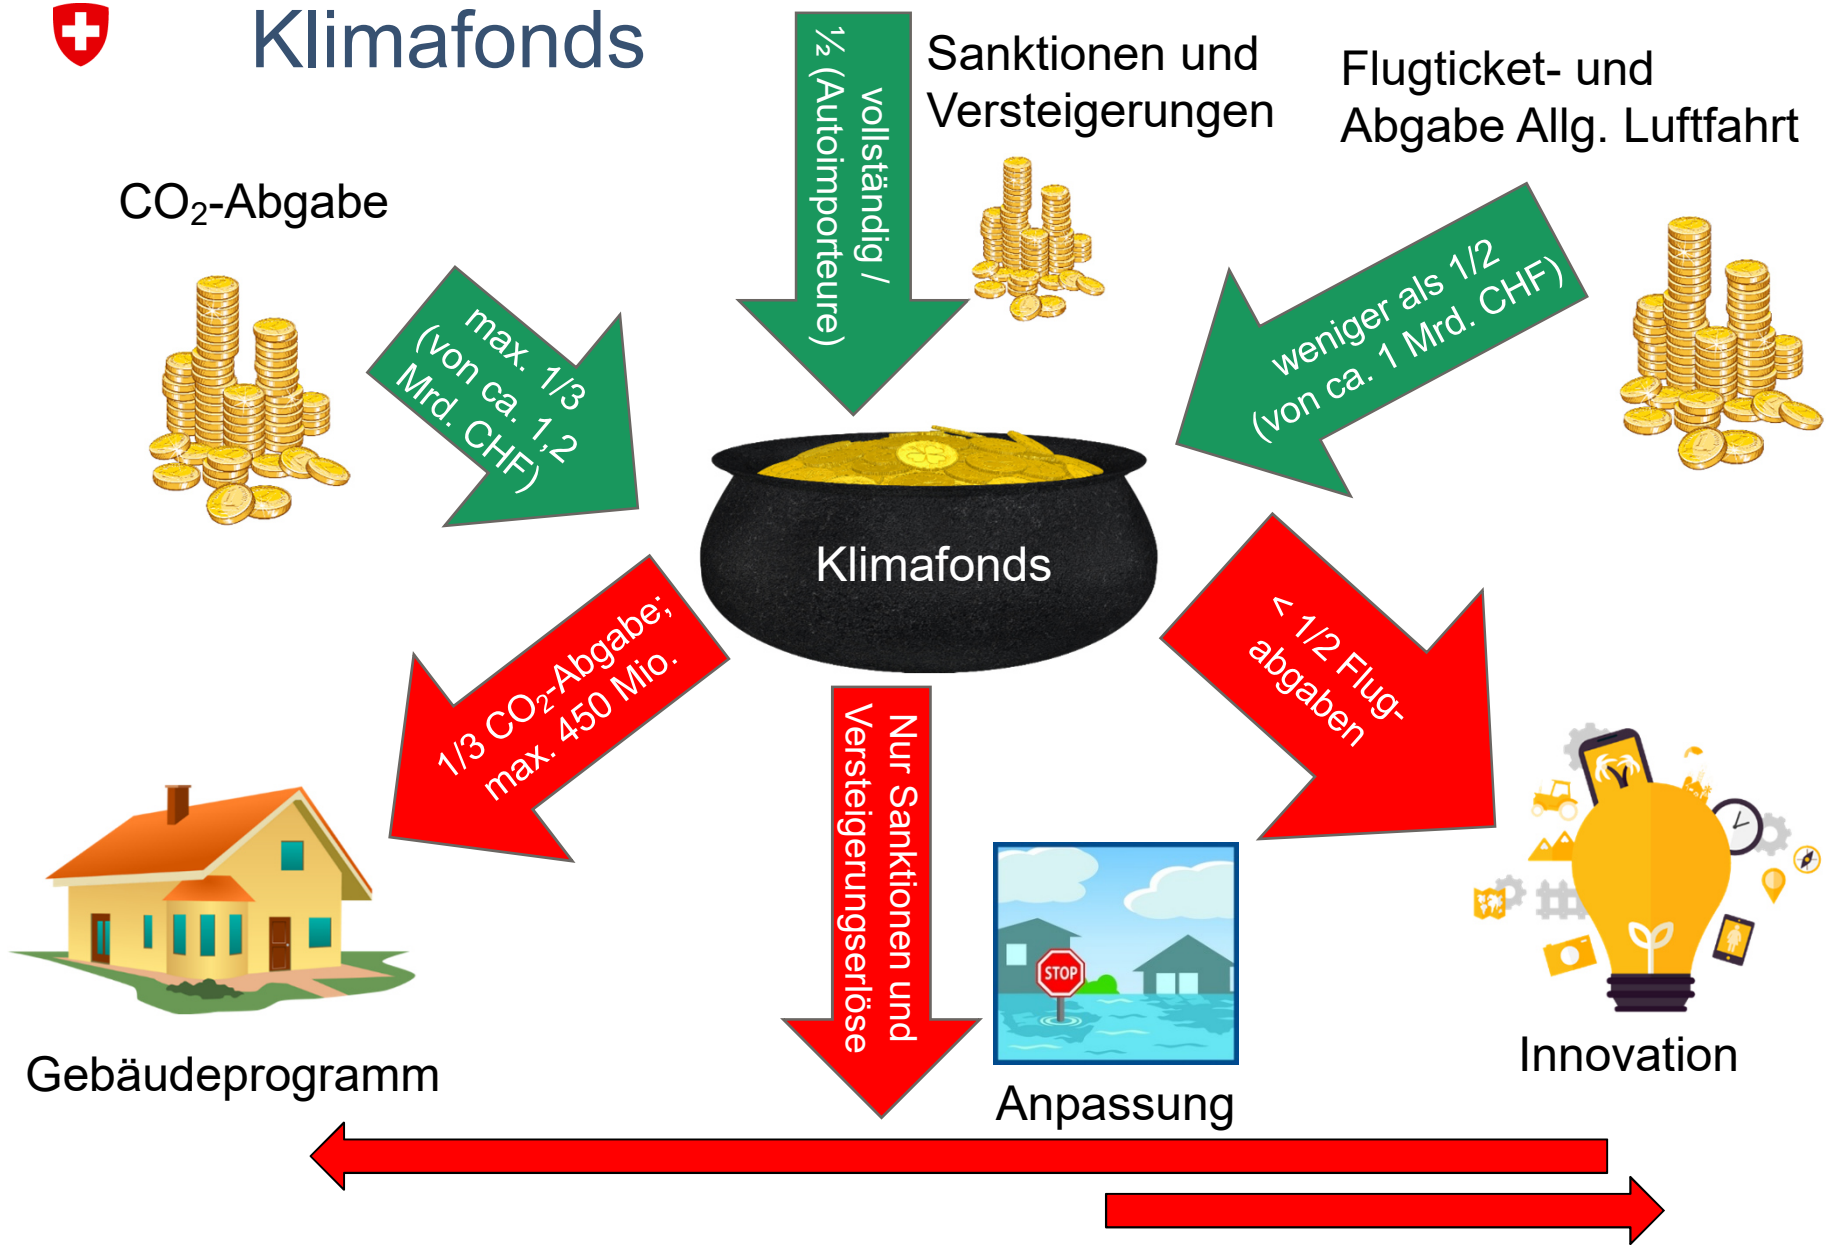 Klimafonds
vollständig /
½ (Autoimporteure)
Sanktionen und
Versteigerungen
Flugticket- und
Abgabe Allg. Luftfahrt
CO₂-Abgabe
max. 1/3
(von ca. 1,2
Mrd. CHF)
weniger als 1/2
(von ca. 1 Mrd. CHF)
Klimafonds
1/3 CO₂-Abgabe;
max. 450 Mio.
Nur Sanktionen und
Versteigerungserlöse
< 1/2 Flug-
abgaben
STOP
Gebäudeprogramm
Anpassung
Innovation